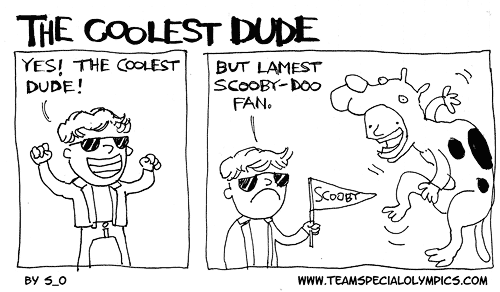 THE COOLEST DUDE
YES! THE COOLEST
DUDE!
BUT LAMEST
SCOOBY-DOO
FAN.
SCOOBY
BY S_O
WWW.TEAMSPECIALOLYMPICS.COM